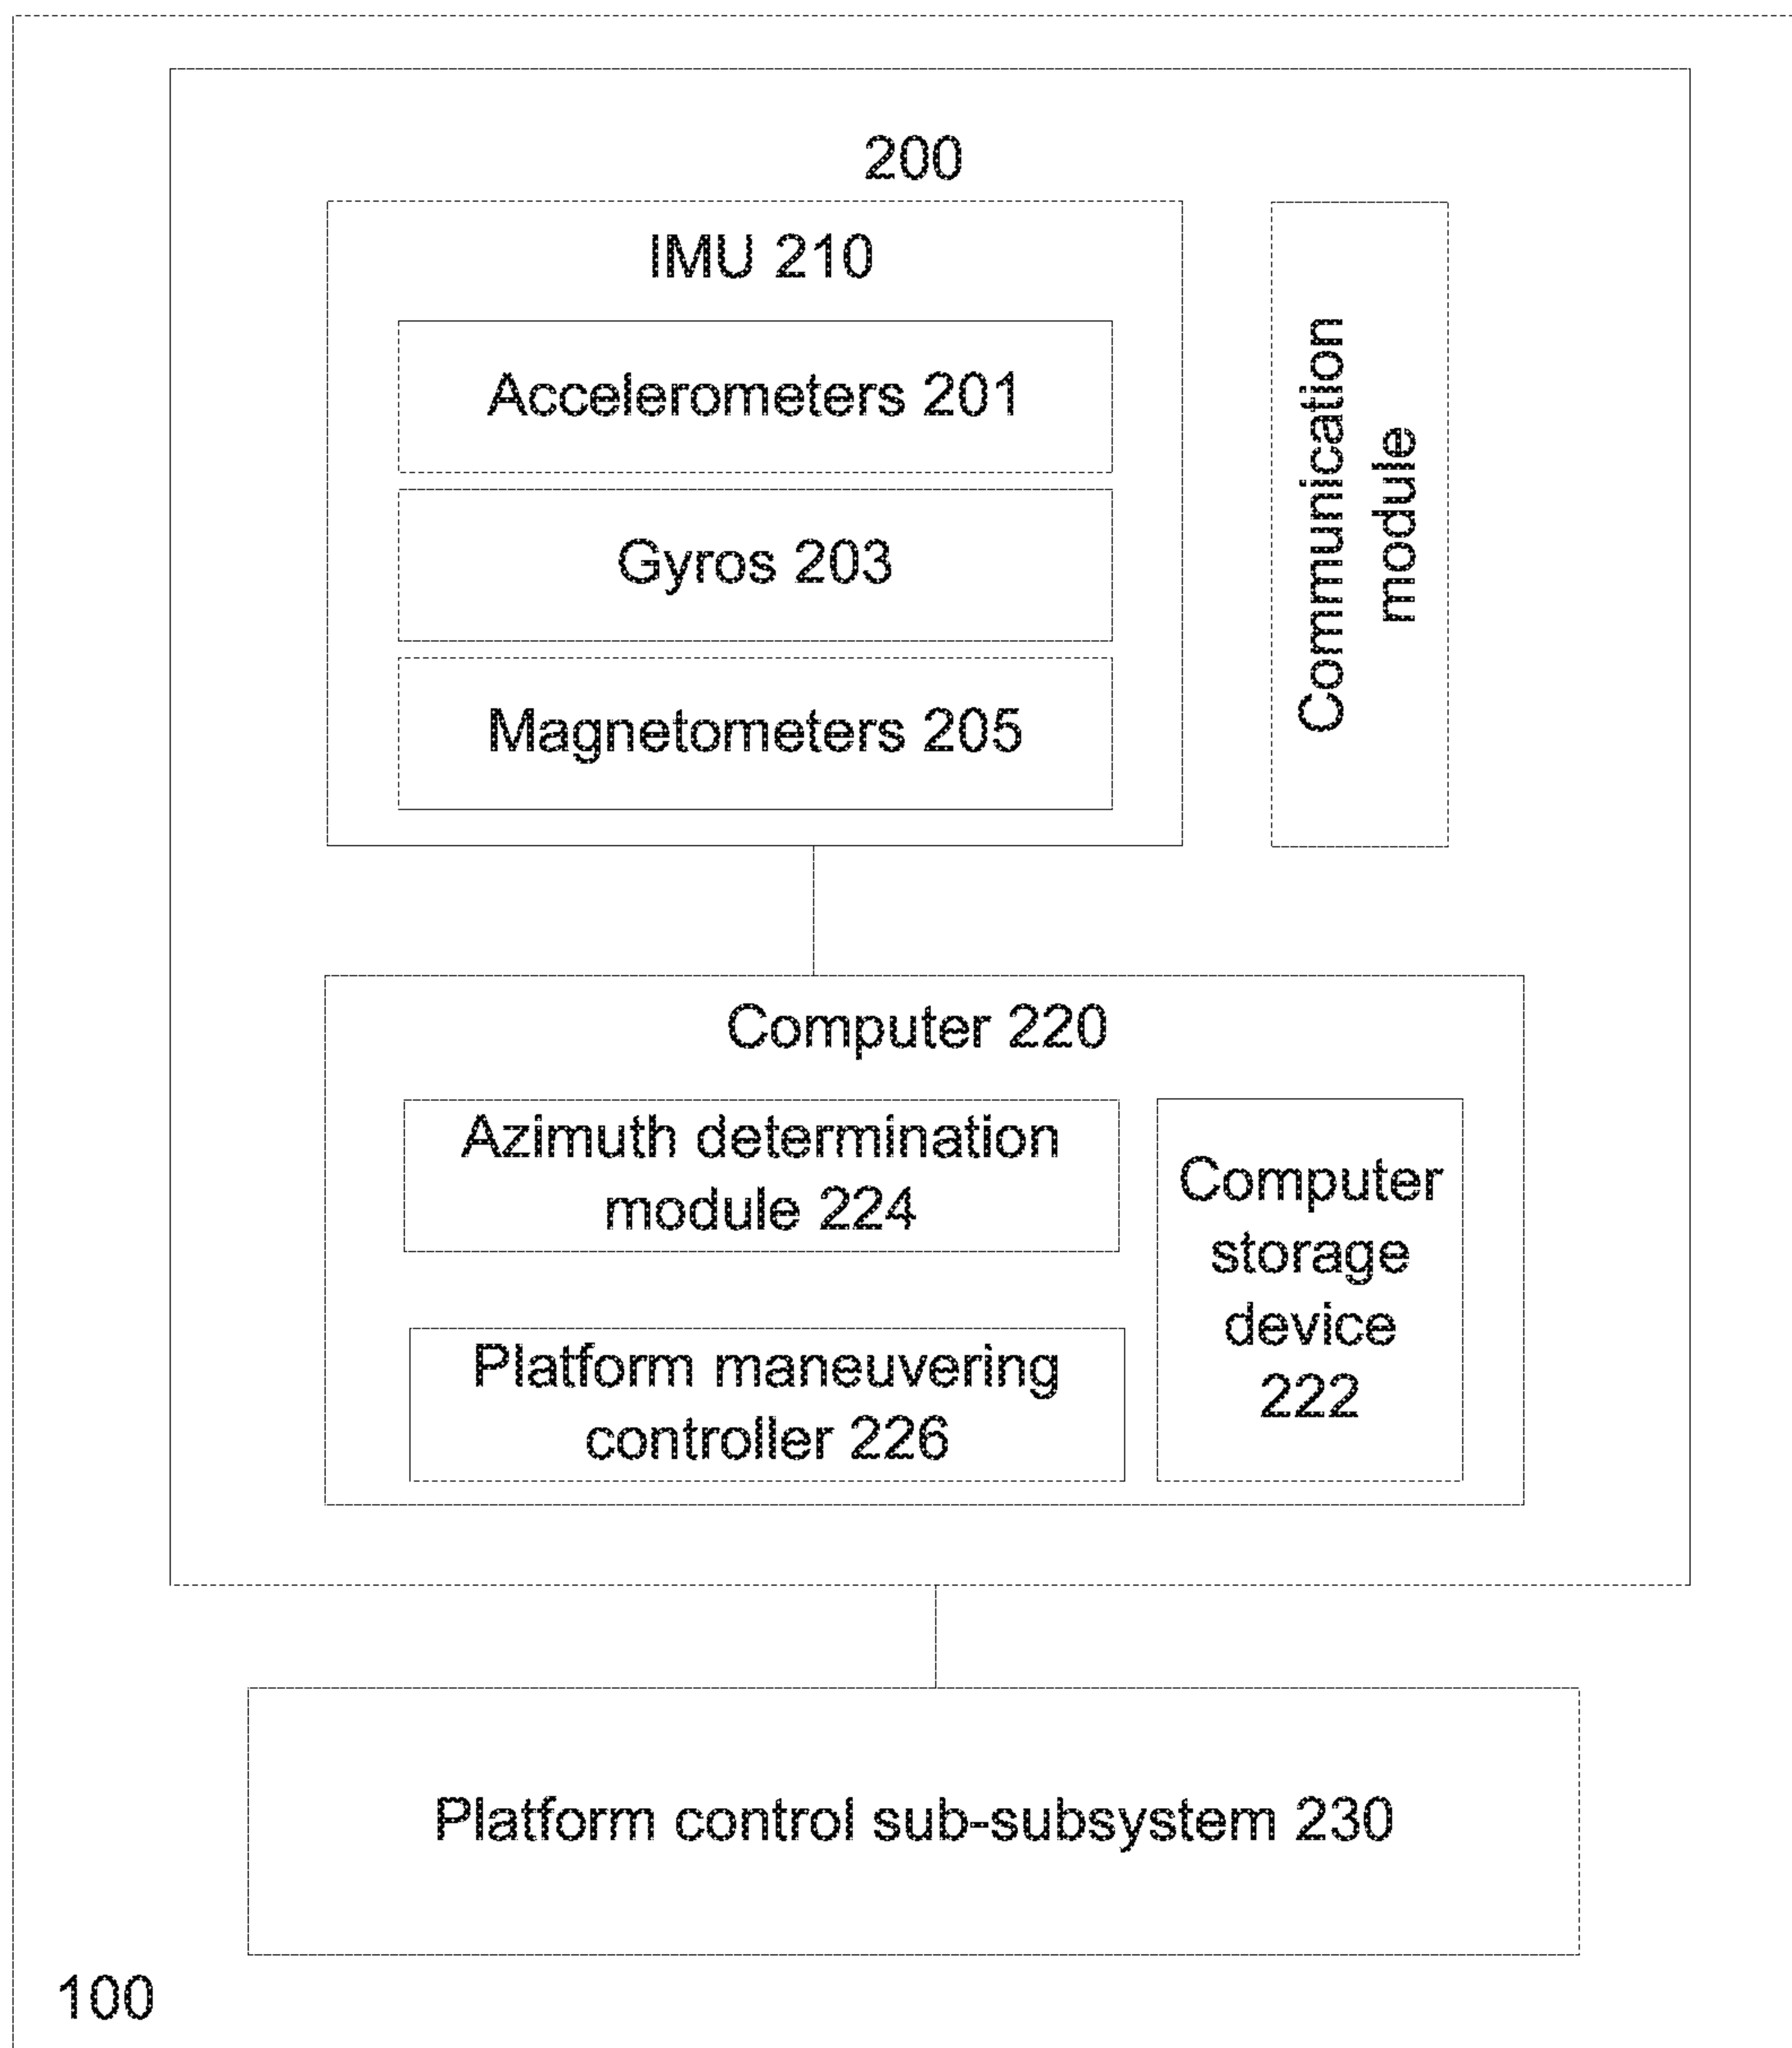 200
IMU 210
Accelerometers 201
Gyros 203
Magnetometers 205
Communication
module
Computer 220
Azimuth determination
module 224
Platform maneuvering
controller 226
Computer
storage
device
222
Platform control sub-subsystem 230
100